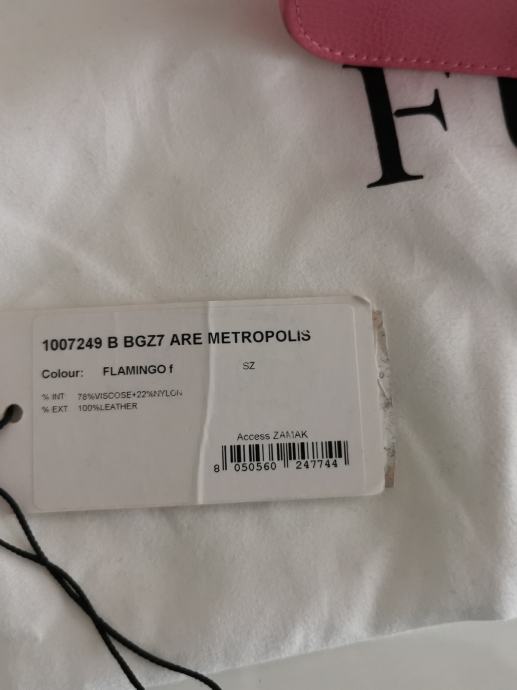 FU
1007249 B BGZ7 ARE METROPOLIS
Colour: FLAMINGO f SZ
% INT 78%VISCOSE+22%NYLON
% EXT 100%LEATHER
Access ZAMAK
8 050560 247744